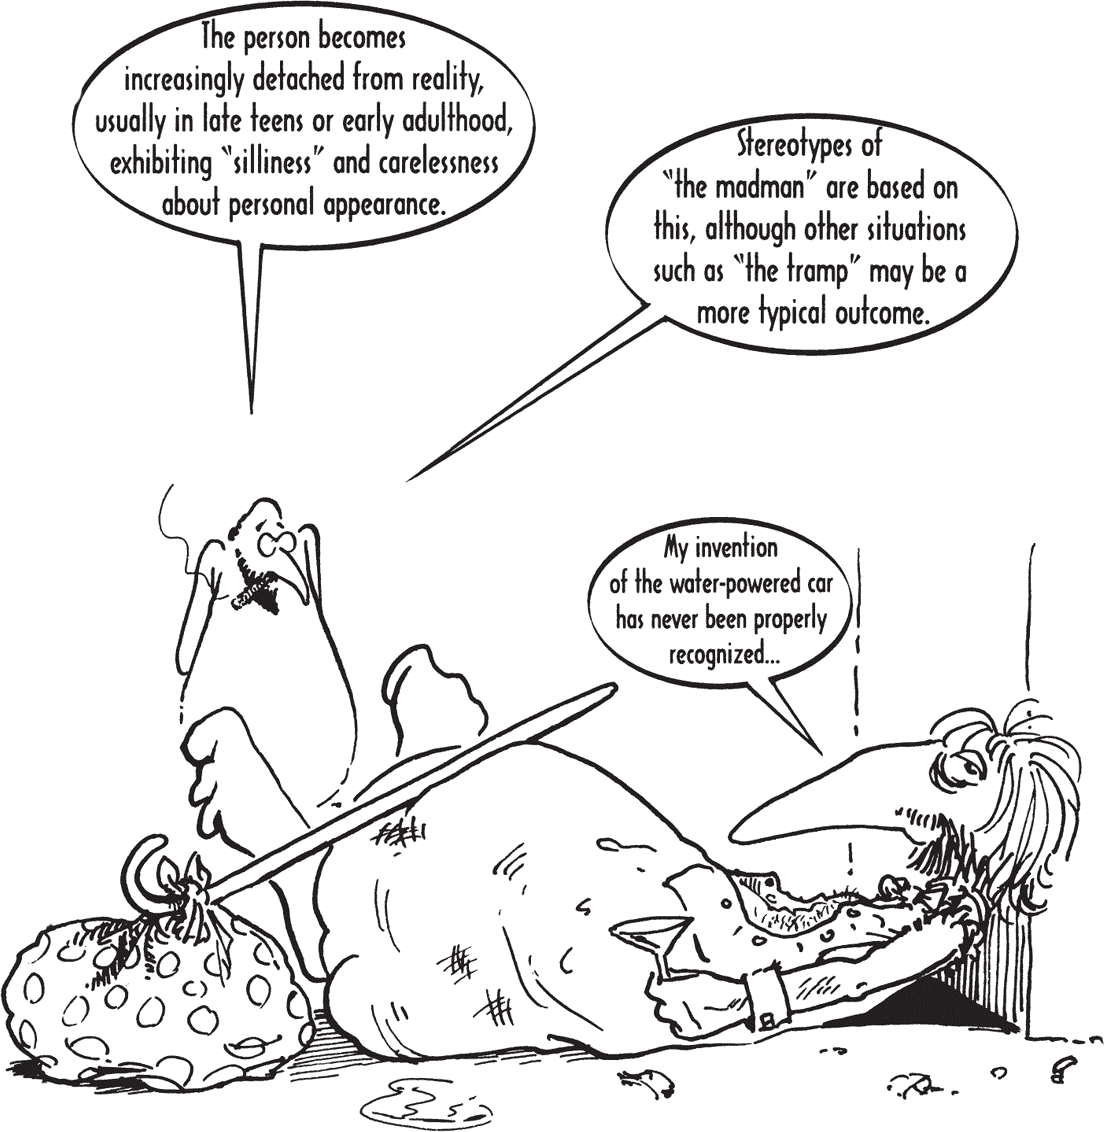 The person becomes
increasingly detached from reality,
usually in late teens or early adulthood,
exhibiting "silliness" and carelessness
about personal appearance.
Stereotypes of
"the madman" are based on
this, although other situations
such as "the tramp" may be a
more typical outcome.
My invention
of the water-powered car
has never been properly
recognized...